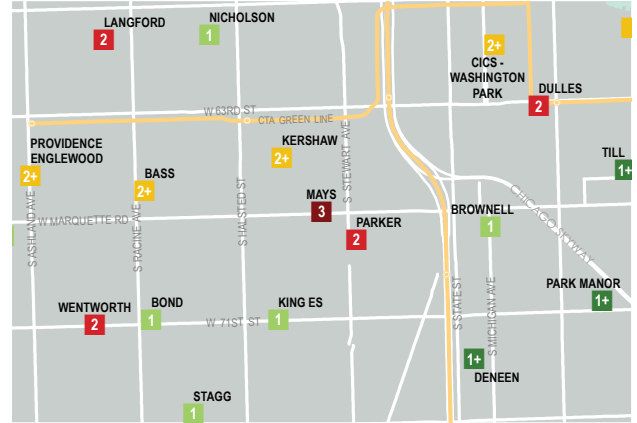 LANGFORD
2
NICHOLSON
1
2+
CICS -
WASHINGTON
PARK
DULLES
2
W 63RD ST
CTA GREEN LINE
PROVIDENCE
ENGLEWOOD
2+
BASS
2+
KERSHAW
2+
S STEWART AVE
TILL
1+
S ASHLAND AVE
S RACINE AVE
S HALSTED ST
MAYS
3
W MARQUETTE RD
PARKER
2
BROWNELL
1
CHICAGO SKYWAY
WENTWORTH
2
BOND
1
KING ES
1
W 71ST ST
S STATE ST
S MICHIGAN AVE
PARK MANOR
1+
1+
DENEEN
STAGG
1